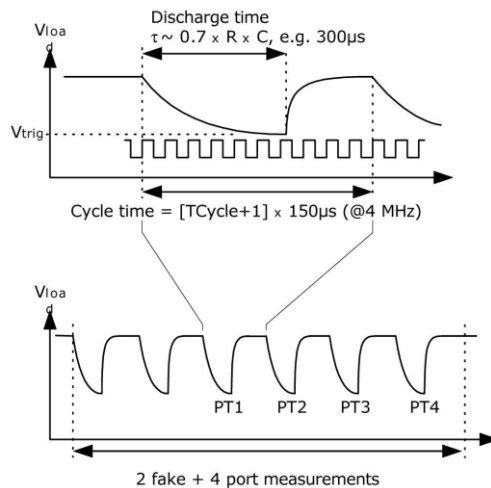 Discharge time
τ~ 0.7 x R x C, e.g. 300µs
Vloa
d
Vtrig
Cycle time = [TCycle+1] x 150µs (@4 MHz)
Vloa
d
PT1 PT2 PT3 PT4
2 fake + 4 port measurements